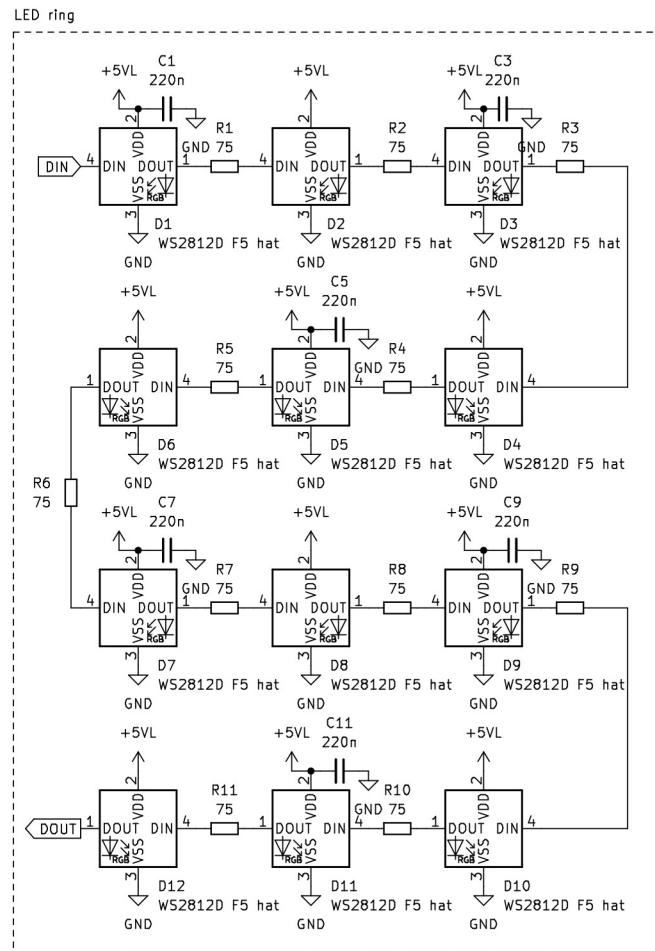 LED ring
C1
C3
+5VL
220n
+5VL
+5VL
220n
R1
R2
R3
GND
75
75
GND
75
2
2
2
VDD
VDD
VDD
DIN
4
DIN
DOUT
1
4
DIN
DOUT
1
4
DIN
DOUT
1
VSS
RGB
VSS
RGB
VSS
RGB
3
3
3
D1
D2
D3
WS2812D F5 hat
WS2812D F5 hat
WS2812D F5 hat
GND
GND
GND
C5
+5VL
+5VL
220n
+5VL
R5
R4
75
GND
75
2
2
2
VDD
VDD
VDD
1
DOUT
DIN
4
1
DOUT
DIN
4
1
DOUT
DIN
4
RGB
VSS
RGB
VSS
RGB
VSS
3
3
3
D6
D5
D4
WS2812D F5 hat
WS2812D F5 hat
WS2812D F5 hat
GND
GND
GND
R6
75
C7
C9
+5VL
220n
+5VL
+5VL
220n
R7
R8
R9
GND
75
75
GND
75
2
2
2
VDD
VDD
VDD
4
DIN
DOUT
1
4
DIN
DOUT
1
4
DIN
DOUT
1
VSS
RGB
VSS
RGB
VSS
RGB
3
3
3
D7
D8
D9
WS2812D F5 hat
WS2812D F5 hat
WS2812D F5 hat
GND
GND
GND
C11
+5VL
+5VL
220n
+5VL
R11
R10
75
GND
75
2
2
2
VDD
VDD
VDD
DOUT
1
DOUT
DIN
4
1
DOUT
DIN
4
1
DOUT
DIN
4
RGB
VSS
RGB
VSS
RGB
VSS
3
3
3
D12
D11
D10
WS2812D F5 hat
WS2812D F5 hat
WS2812D F5 hat
GND
GND
GND